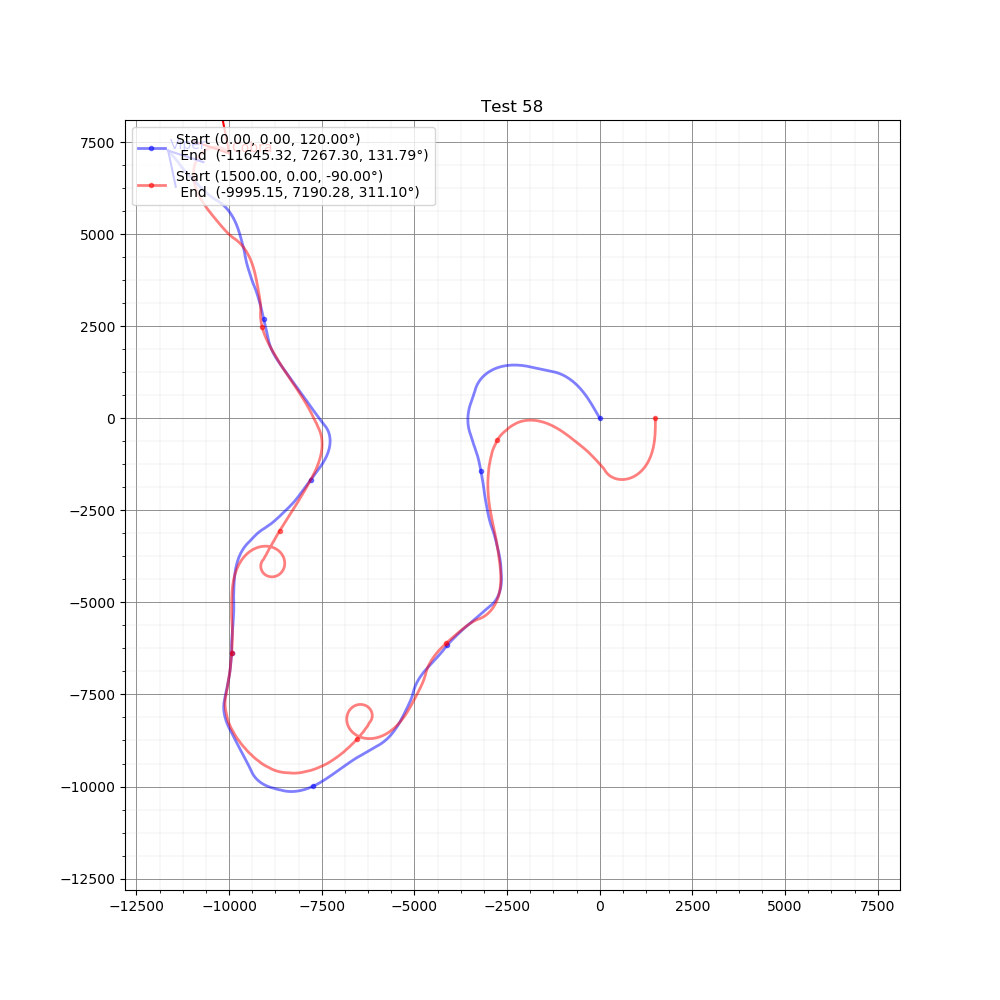 Test 58
Start (0.00, 0.00, 120.00°)
End  (-11645.32, 7267.30, 131.79°)
Start (1500.00, 0.00, -90.00°)
End  (-9995.15, 7190.28, 311.10°)
7500
5000
2500
0
−2500
−5000
−7500
−10000
−12500
−12500 −10000 −7500 −5000 −2500 0 2500 5000 7500